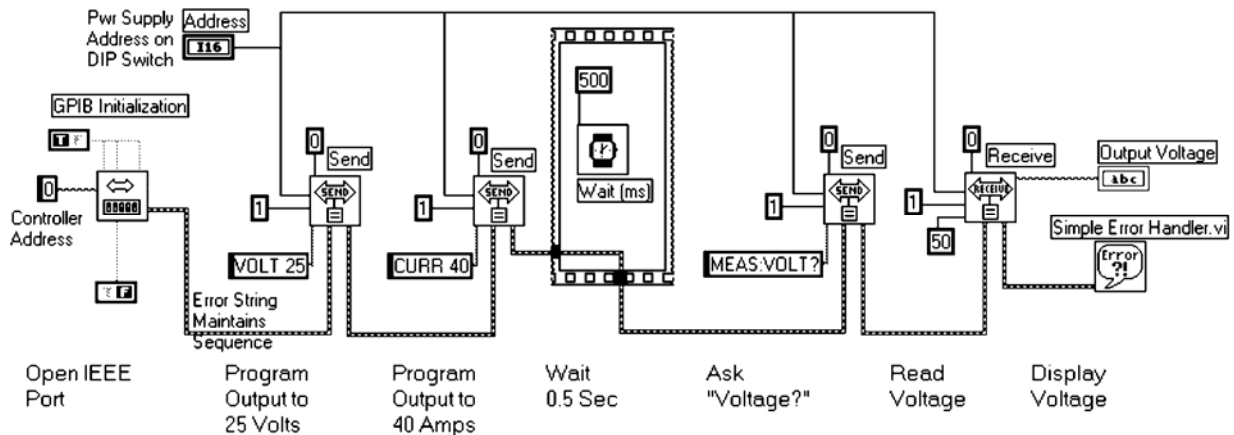 Pwr Supply
Address on
DIP Switch
Address
I16
GPIB Initialization
T F
0
Controller
Address
T F
0
Send
SEND
1
VOLT 25
Error String
Maintains
Sequence
0
Send
SEND
1
CURR 40
500
Wait (ms)
0
Send
SEND
1
MEAS:VOLT?
0
Receive
RECEIVE
1
50
Output Voltage
abc
Simple Error Handler.vi
Error
?!
Open IEEE
Port
Program
Output to
25 Volts
Program
Output to
40 Amps
Wait
0.5 Sec
Ask
"Voltage?"
Read
Voltage
Display
Voltage